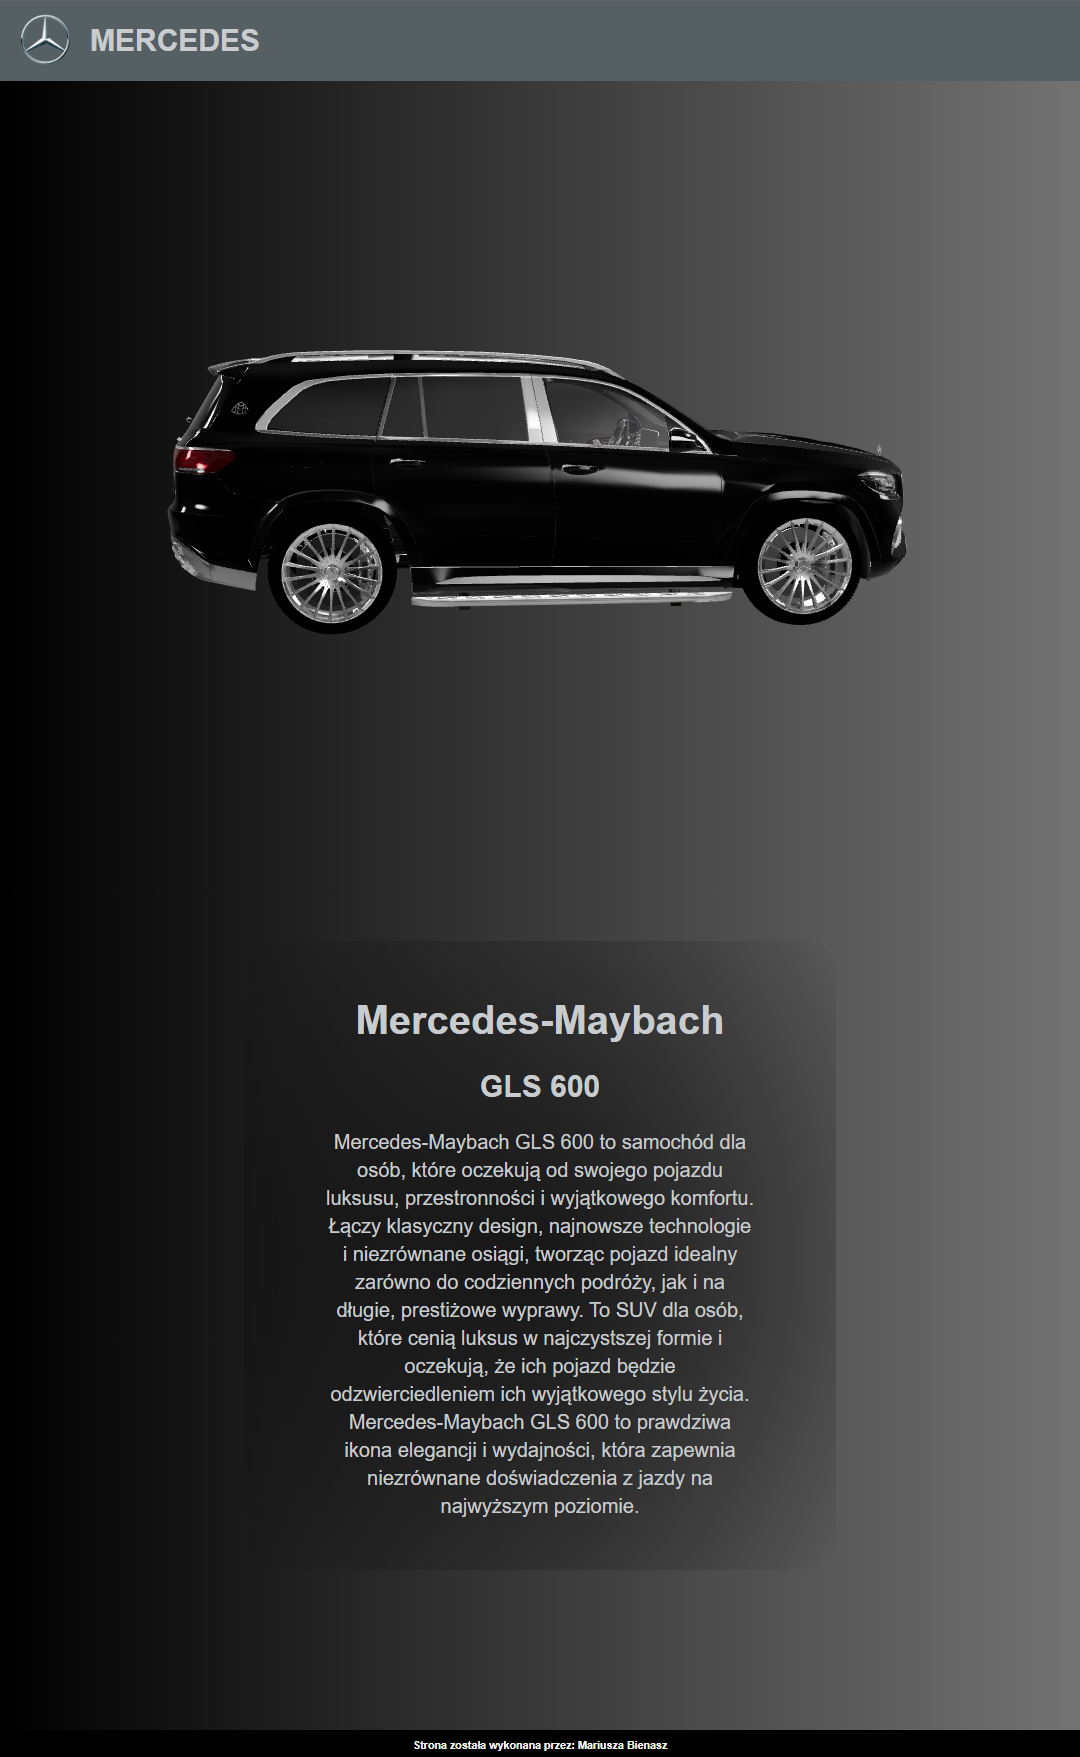 MERCEDES
Mercedes-Maybach
GLS 600
Mercedes-Maybach GLS 600 to samochód dla
osób, które oczekują od swojego pojazdu
luksusu, przestronności i wyjątkowego komfortu.
Łączy klasyczny design, najnowsze technologie
i niezrównane osiągi, tworząc pojazd idealny
zarówno do codziennych podróży, jak i na
długie, prestiżowe wyprawy. To SUV dla osób,
które cenią luksus w najczystszej formie i
oczekują, że ich pojazd będzie
odzwierciedleniem ich wyjątkowego stylu życia.
Mercedes-Maybach GLS 600 to prawdziwa
ikona elegancji i wydajności, która zapewnia
niezrównane doświadczenia z jazdy na
najwyższym poziomie.
Strona została wykonana przez: Mariusza Bienasz